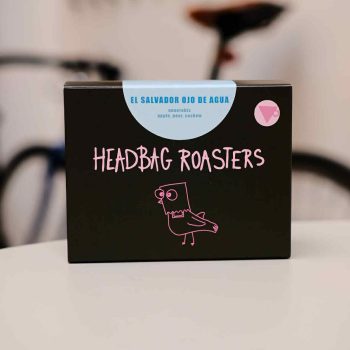 EL SALVADOR OJO DE AGUA
HEADBAG ROASTERS